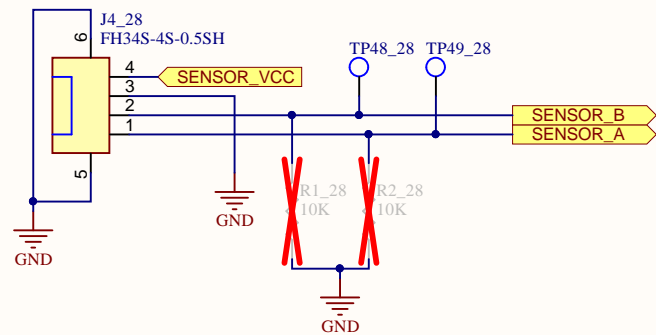 J4_28
FH34S-4S-0.5SH
6
4
3
2
1
5
SENSOR_VCC
TP48_28
TP49_28
SENSOR_B
SENSOR_A
R1_28
10K
R2_28
10K
GND
GND
GND